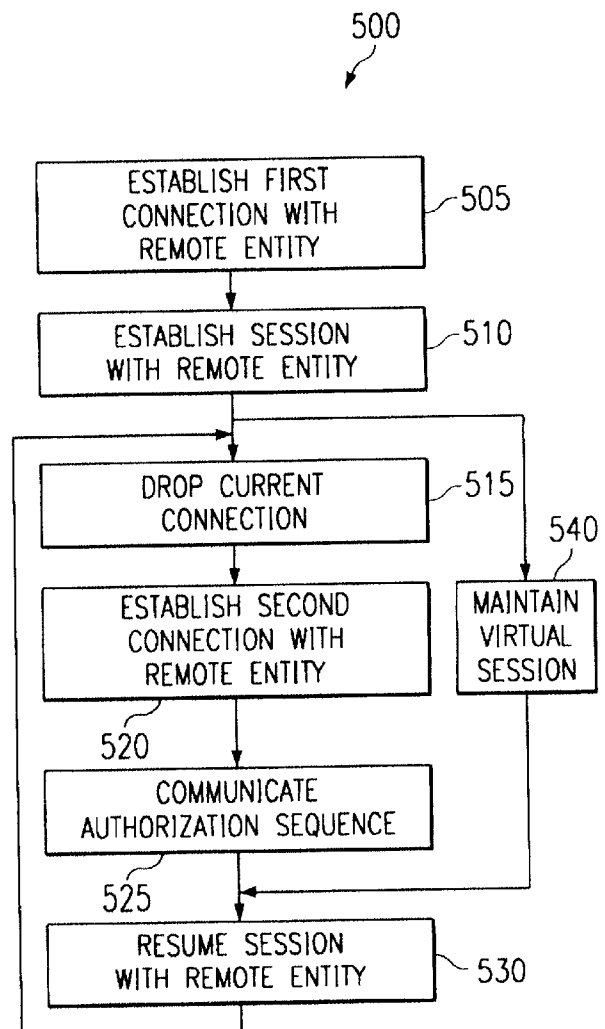 500
ESTABLISH FIRST
CONNECTION WITH
REMOTE ENTITY
505
ESTABLISH SESSION
WITH REMOTE ENTITY
510
DROP CURRENT
CONNECTION
515
540
MAINTAIN
VIRTUAL
SESSION
ESTABLISH SECOND
CONNECTION WITH
REMOTE ENTITY
520
COMMUNICATE
AUTHORIZATION SEQUENCE
525
RESUME SESSION
WITH REMOTE ENTITY
530